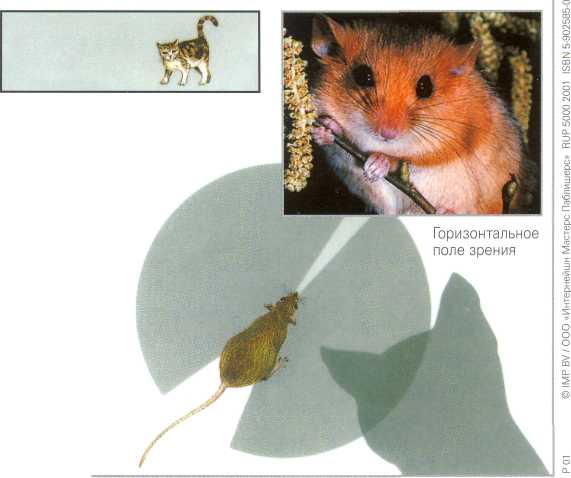 Горизонтальное
поле зрения
© IMP BV / ООО «Интернейшн Мастерс Паблишерс» RUP 5000 2001 ISBN 5-902585-0
P 01